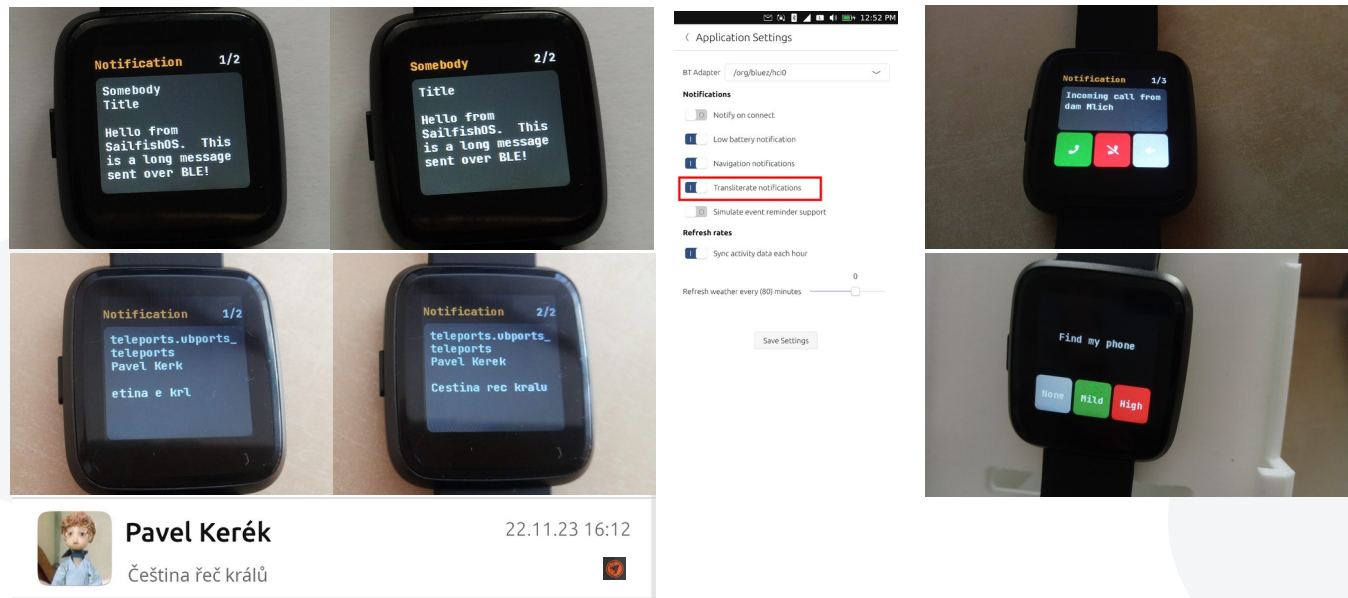 Notification 1/2
Somebody
Title
Hello from
SailfishOS. This
is a long message
sent over BLE!
Somebody 2/2
Title
Hello from
SailfishOS. This
is a long message
sent over BLE!
Notification 1/2
teleports.ubports_
teleports
Pavel Kerk
etina e krl
Notification 2/2
teleports.ubports_
teleports
Pavel Kerek
Cestina rec kralu
Pavel Kerék 22.11.23 16:12
Čeština řeč králů
12:52 PM
Application Settings
BT Adapter /org/bluez/hci0
Notifications
Notify on connect
Low battery notification
Navigation notifications
Transliterate notifications
Simulate event reminder support
Refresh rates
Sync activity data each hour
0
Refresh weather every (80) minutes
Save Settings
Notification 1/3
Incoming call from
dam Mlich
Find my phone
None Mild High